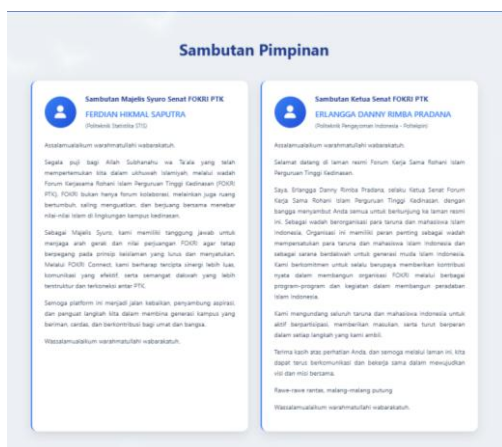 Sambutan Pimpinan
Sambutan Majelis Syuro Senat FOKRI PTK
FERDIAN HIKMAL SAPUTRA
(Politeknik Statistika STIS)
Assalamualaikum warahmatullahi wabarakatuh.
Segala puji bagi Allah Subhanahu wa Ta'ala yang telah
mempertemukan kita dalam ukhuwah Islamiyah, melalui wadah
Forum Kerjasama Rohani Islam Perguruan Tinggi Kedinasan (FOKRI
PTK). FOKRI bukan hanya forum kolaborasi, melainkan juga ruang
bertumbuh, saling menguatkan, dan berjuang bersama menebar
nilai-nilai Islam di lingkungan kampus kedinasan.
Sebagai Majelis Syuro, kami memiliki tanggung jawab untuk
menjaga arah gerak dan nilai perjuangan FOKRI agar tetap
berpegang pada prinsip keislaman yang lurus dan menyatukan.
Melalui FOKRI Connect, kami berharap tercipta sinergi lebih luas,
komunikasi yang efektif, serta semangat dakwah yang lebih
terstruktur dan terkoneksi antar PTK.
Semoga platform ini menjadi jalan kebaikan, penyambung aspirasi,
dan penguat langkah kita dalam membina generasi kampus yang
beriman, cerdas, dan berkontribusi bagi umat dan bangsa.
Wassalamualaikum warahmatullahi wabarakatuh.
Sambutan Ketua Senat FOKRI PTK
ERLANGGA DANNY RIMBA PRADANA
(Politeknik Pengayoman Indonesia - Poltekpin)
Assalamualaikum warahmatullahi wabarakatuh.
Selamat datang di laman resmi Forum Kerja Sama Rohani Islam
Perguruan Tinggi Kedinasan.
Saya, Erlangga Danny Rimba Pradana, selaku Ketua Senat Forum
Kerja Sama Rohani Islam Perguruan Tinggi Kedinasan, dengan
bangga menyambut Anda semua untuk berkunjung ke laman resmi
ini. Sebagai wadah berorganisasi para taruna dan mahasiswa Islam
Indonesia. Organisasi ini memiliki peran penting sebagai wadah
mempersatukan para taruna dan mahasiswa islam Indonesia dan
sebagai sarana berdakwah untuk generasi muda Islam Indonesia.
Kami berkomitmen untuk selalu berupaya memberikan kontribusi
nyata dalam membangun organisasi FOKRI melalui berbagai
program-program dan kegiatan dalam membangun peradaban
Islam Indonesia.
Kami mengundang seluruh taruna dan mahasiswa indonesia untuk
aktif berpartisipasi, memberikan masukan, serta turut berperan
dalam setiap langkah yang kami ambil.
Terima kasih atas perhatian Anda, dan semoga melalui laman ini, kita
dapat terus berkomunikasi dan bekerja sama dalam mewujudkan
visi dan misi bersama.
Rawe-rawe rantas, malang-malang putung
Wassalamualaikum warahmatullahi wabarakatuh.